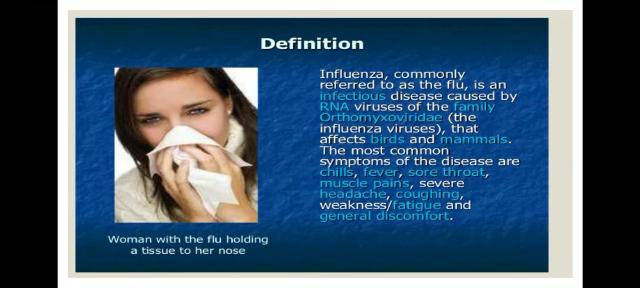 Definition
Influenza, commonly
referred to as the flu, is an
infectious disease caused by
RNA viruses of the family
Orthomyxoviridae (the
influenza viruses), that
affects birds and mammals.
The most common
symptoms of the disease are
chills, fever, sore throat,
muscle pains, severe
headache, coughing,
weakness/fatigue and
general discomfort.
Woman with the flu holding
a tissue to her nose